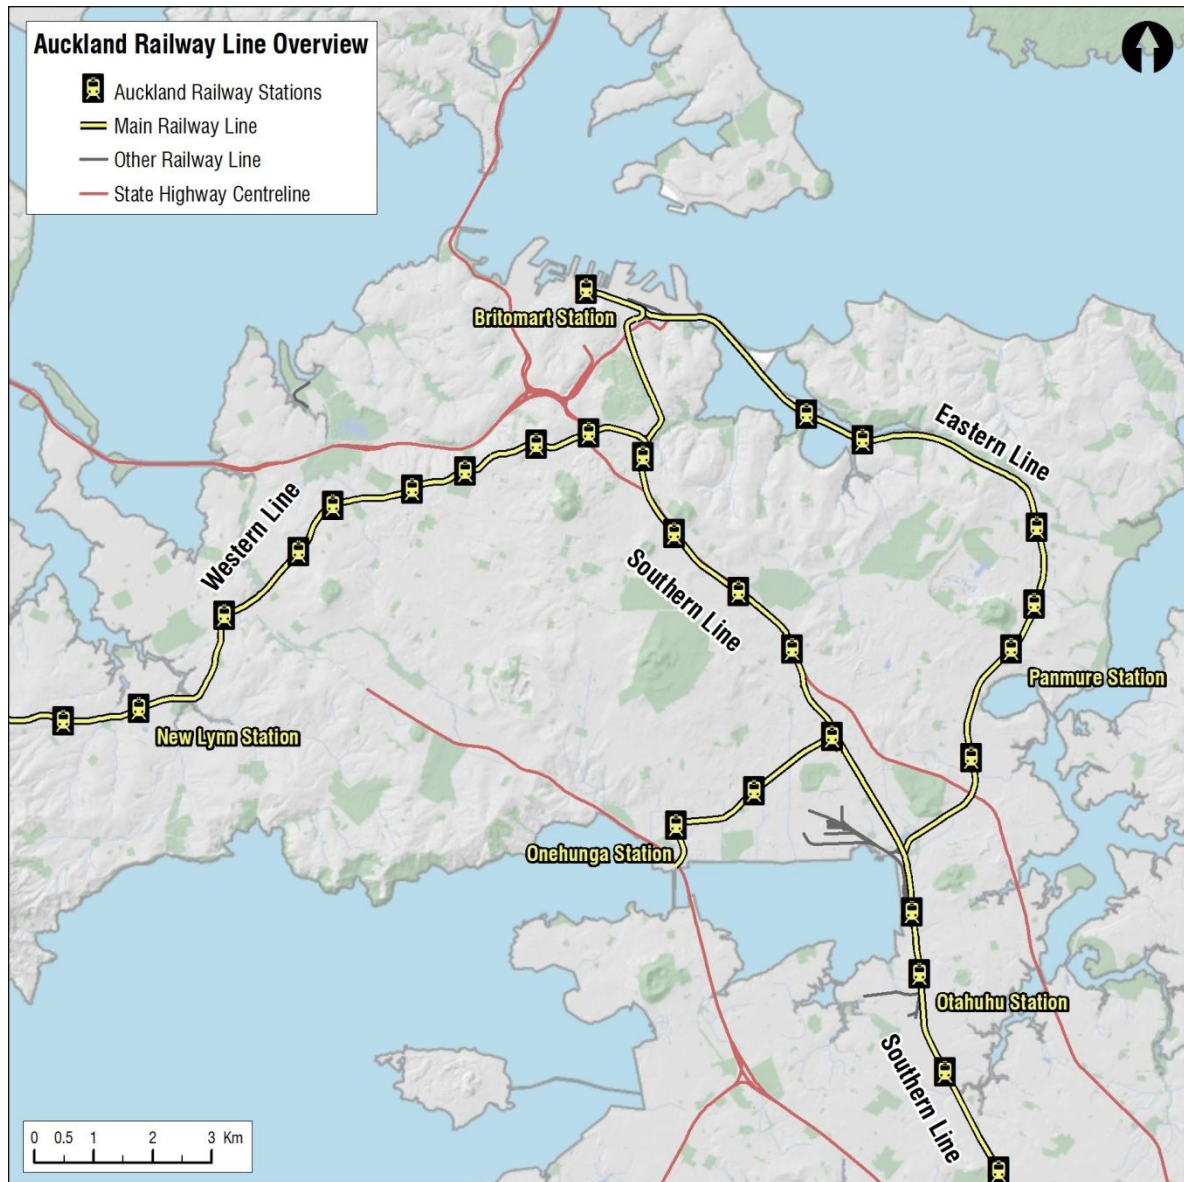 Auckland Railway Line Overview
Auckland Railway Stations
Main Railway Line
Other Railway Line
State Highway Centreline
Britomart Station
Eastern Line
Western Line
Southern Line
Panmure Station
New Lynn Station
Onehunga Station
Otahuhu Station
Southern Line
0 0.5 1 2 3 Km